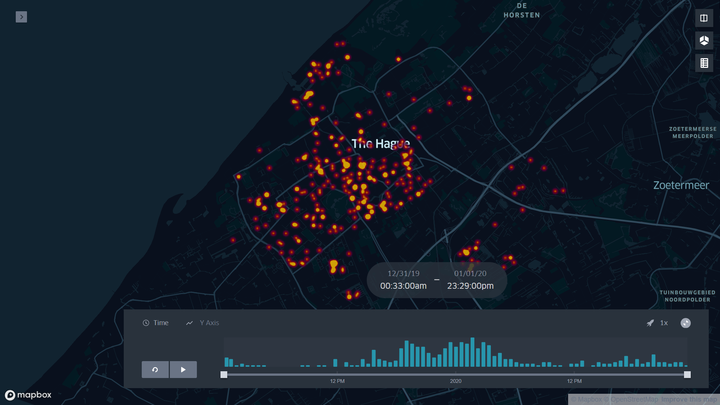 DE
HORSTEN
ZOETERMEERSE
MEERPOLDER
The Hague
Zoetermeer
12/31/19
00:33:00am
–
01/01/20
23:29:00pm
TUINBOUWGEBIED
NOORDPOLDER
Time
Y Axis
1x
12 PM
2020
12 PM
mapbox
© Mapbox © OpenStreetMap Improve this map